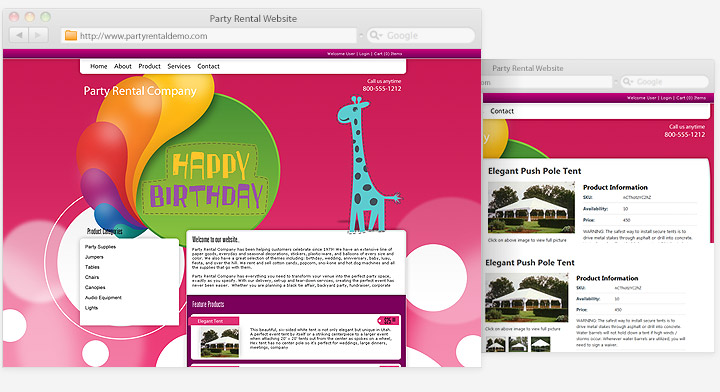 Party Rental Website
http://www.partyrentaldemo.com
Google
Welcome User | Login | Cart (0) Items
Home About Product Services Contact
Party Rental Company
Call us anytime
800-555-1212
HAPPY
BIRTHDAY
Product Categories
Party Supplies
Jumpers
Tables
Chairs
Canopies
Audio Equipment
Lights
Welcome to our website..
Party Rental Company has been helping customers celebrate since 1979! We have an extensive line of
paper goods, everyday and seasonal decorations, stickers, plasticware, and balloons of every size and
color. We also have a great selection of themes including: birthday, wedding, anniversary, baby, luau,
fiesta, and over the hill. We rent and sell cotton candy, popcorn, sno-kone and hot dog machines and all
the supplies that go with them.
Party Rental Company has everything you need to transform your venue into the perfect party space,
exactly as you specify. With our delivery, set-up and tear-down services, creating the perfect event has
never been easier. Whether you are planning a black tie affair, backyard party, fundraiser, corporate
Feature Products
Elegant Tent
This beautiful, six-sided white tent is not only elegant but unique in Utah.
A perfect event tent by itself or a striking centerpiece to a larger event
when attaching 20' x 20' tents out from the center as spokes on a wheel,
Hex tent has no center pole so it's perfect for weddings, large dinners,
meetings, company
Party Rental Website
Google
Welcome User | Login | Cart (0) Items
Contact
Call us anytime
800-555-1212
Elegant Push Pole Tent
Product Information
SKU:
Availability: 10
Price: 450
WARNING: The safest way to install secure tents is to
drive metal stakes through asphalt or drill into concrete.
Click on above image to view full picture
Elegant Push Pole Tent
Product Information
SKU:
Availability: 10
Price: 450
WARNING: The safest way to install secure tents is to
drive metal stakes through asphalt or drill into concrete.
Water barrels will not hold down a tent if high winds /
storms occur. Whenever water barrels are utilized, you will
need to sign a waiver.
Click on above image to view full picture